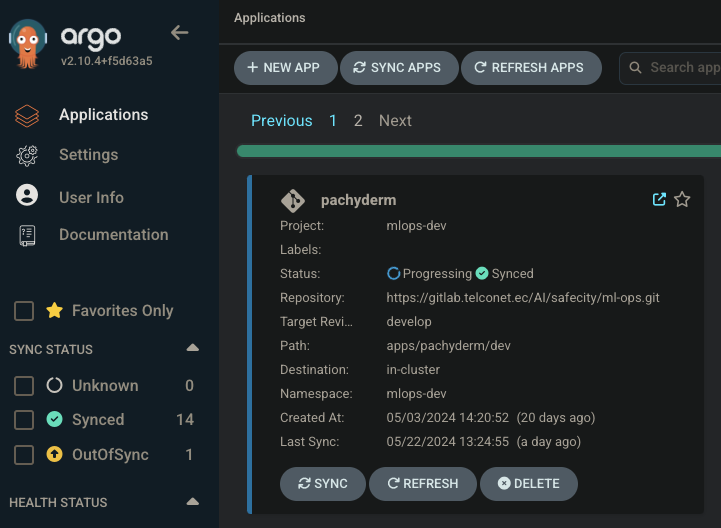 argo
v2.10.4+f5d63a5
Applications
Settings
User Info
Documentation
Favorites Only
SYNC STATUS
Unknown 0
Synced 14
OutOfSync 1
HEALTH STATUS
Applications
NEW APP SYNC APPS REFRESH APPS Search app
Previous 1 2 Next
pachyderm
Project: mlops-dev
Labels:
Status: Progressing Synced
Repository: https://gitlab.telconet.ec/AI/safecity/ml-ops.git
Target Revi... develop
Path: apps/pachyderm/dev
Destination: in-cluster
Namespace: mlops-dev
Created At: 05/03/2024 14:20:52 (20 days ago)
Last Sync: 05/22/2024 13:24:55 (a day ago)
SYNC REFRESH DELETE